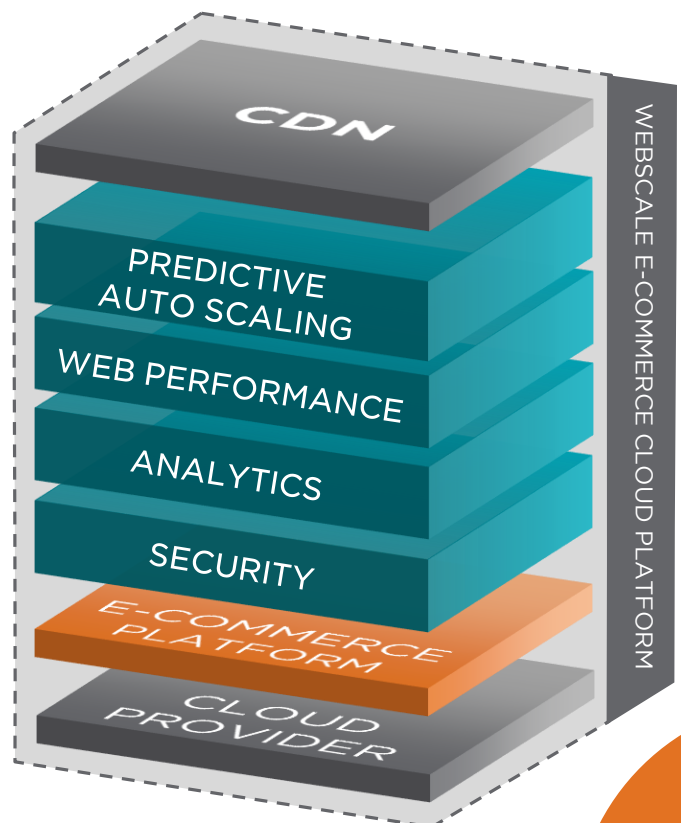 CDN
PREDICTIVE
AUTO SCALING
WEB PERFORMANCE
ANALYTICS
SECURITY
E-COMMERCE
PLATFORM
CLOUD
PROVIDER
WEBSCALE E-COMMERCE CLOUD PLATFORM